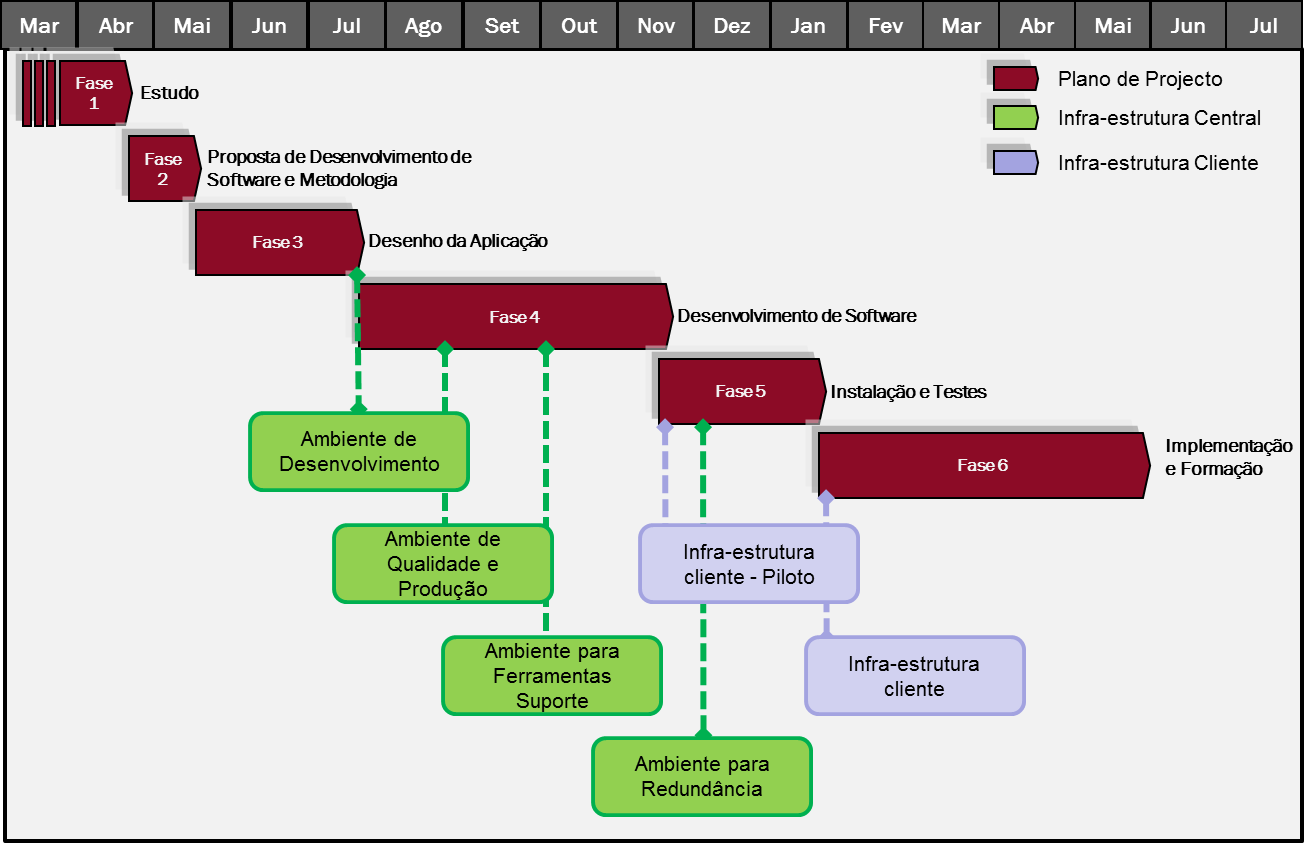 Mar Abr Mai Jun Jul Ago Set Out Nov Dez Jan Fev Mar Abr Mai Jun Jul
Fase
1
Estudo
Plano de Projecto
Infra-estrutura Central
Infra-estrutura Cliente
Fase
2
Proposta de Desenvolvimento de
Software e Metodologia
Fase 3
Desenho da Aplicação
Fase 4
Desenvolvimento de Software
Fase 5
Instalação e Testes
Fase 6
Implementação
e Formação
Ambiente de
Desenvolvimento
Ambiente de
Qualidade e
Produção
Infra-estrutura
cliente - Piloto
Ambiente para
Ferramentas
Suporte
Infra-estrutura
cliente
Ambiente para
Redundância